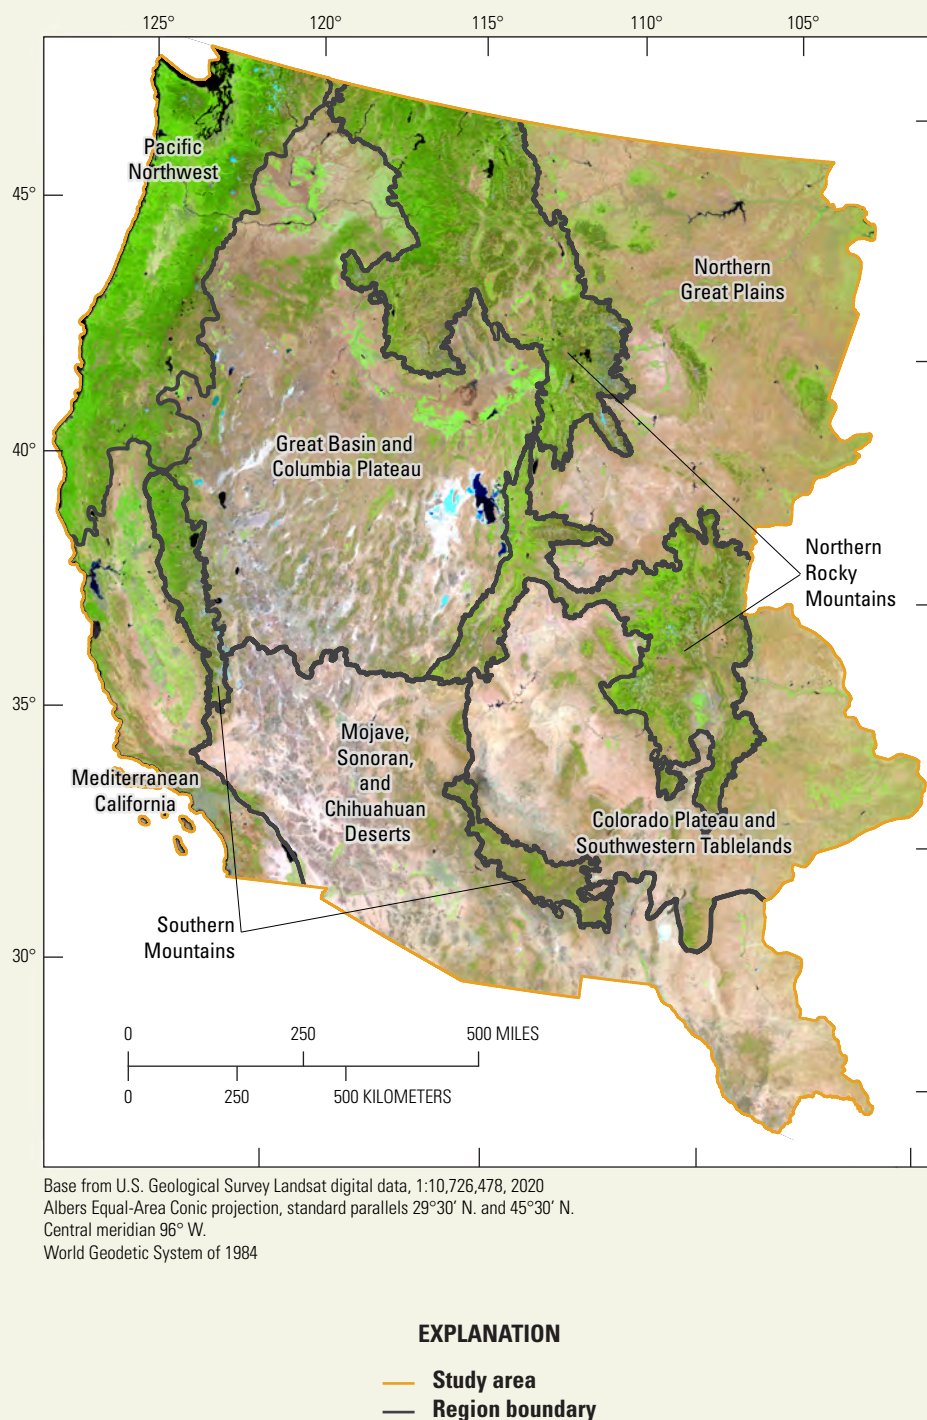 125°
120°
115°
110°
105°
Pacific
Northwest
45°
Northern
Great Plains
Great Basin and
Columbia Plateau
40°
Northern
Rocky
Mountains
35°
Mojave,
Sonoran,
and
Chihuahuan
Deserts
Mediterranean
California
Colorado Plateau and
Southwestern Tablelands
Southern
Mountains
30°
0 250 500 MILES
0 250 500 KILOMETERS
Base from U.S. Geological Survey Landsat digital data, 1:10,726,478, 2020
Albers Equal-Area Conic projection, standard parallels 29°30′ N. and 45°30′ N.
Central meridian 96° W.
World Geodetic System of 1984
EXPLANATION
Study area
Region boundary